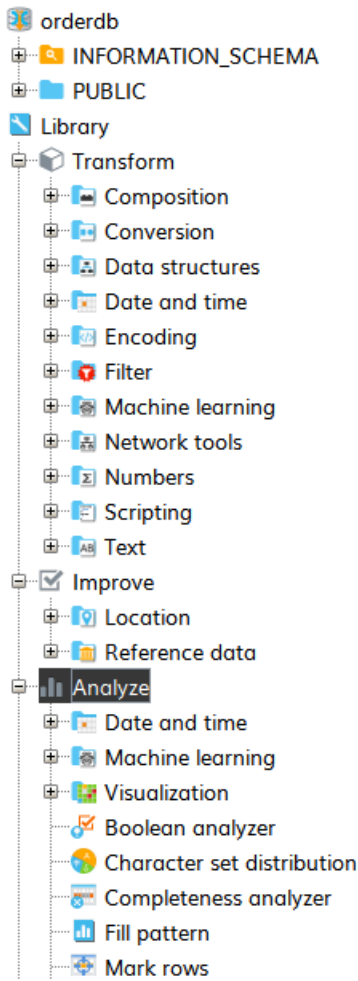 orderdb
INFORMATION_SCHEMA
PUBLIC
Library
Transform
Composition
Conversion
Data structures
Date and time
Encoding
Filter
Machine learning
Network tools
Numbers
Scripting
Text
Improve
Location
Reference data
Analyze
Date and time
Machine learning
Visualization
Boolean analyzer
Character set distribution
Completeness analyzer
Fill pattern
Mark rows